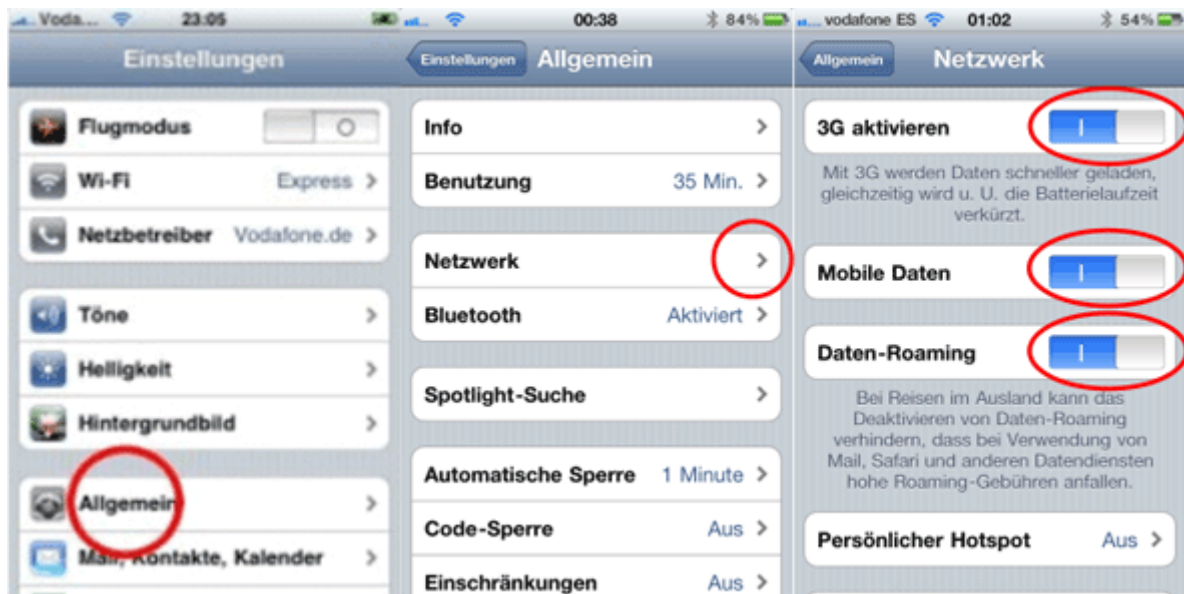 Voda... 23:05
Einstellungen
Flugmodus
Wi-Fi Express
Netzbetreiber Vodafone.de
Töne
Helligkeit
Hintergrundbild
Allgemein
Mail, Kontakte, Kalender
00:38 84%
Einstellungen Allgemein
Info
Benutzung 35 Min.
Netzwerk
Bluetooth Aktiviert
Spotlight-Suche
Automatische Sperre 1 Minute
Code-Sperre Aus
Einschränkungen Aus
vodafone ES 01:02 54%
Allgemein Netzwerk
3G aktivieren
Mit 3G werden Daten schneller geladen,
gleichzeitig wird u. U. die Batterielaufzeit
verkürzt.
Mobile Daten
Daten-Roaming
Bei Reisen im Ausland kann das
Deaktivieren von Daten-Roaming
verhindern, dass bei Verwendung von
Mail, Safari und anderen Datendiensten
hohe Roaming-Gebühren anfallen.
Persönlicher Hotspot Aus